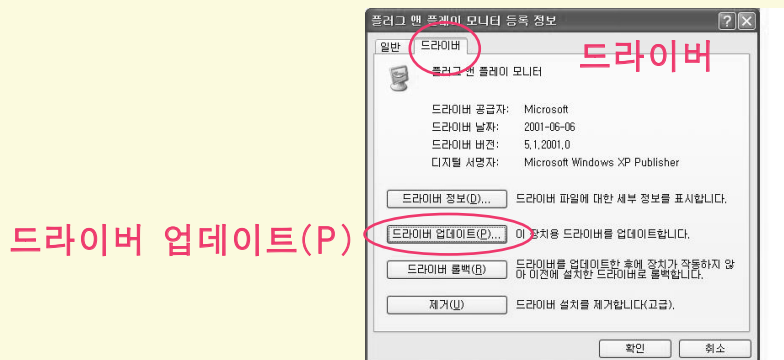 플러그 앤 플레이 모니터 등록 정보
일반 드라이버
드라이버
플러그 앤 플레이 모니터
드라이버 공급자: Microsoft
드라이버 날짜: 2001-06-06
드라이버 버전: 5.1.2001.0
디지털 서명자: Microsoft Windows XP Publisher
드라이버 정보(D)... 드라이버 파일에 대한 세부 정보를 표시합니다.
드라이버 업데이트(P)
드라이버 업데이트(P)... 이 장치용 드라이버를 업데이트합니다.
드라이버 롤백(R)
드라이버를 업데이트한 후에 장치가 작동하지 않
아 이전에 설치한 드라이버로 롤백합니다.
제거(U) 드라이버 설치를 제거합니다(고급).
확인 취소